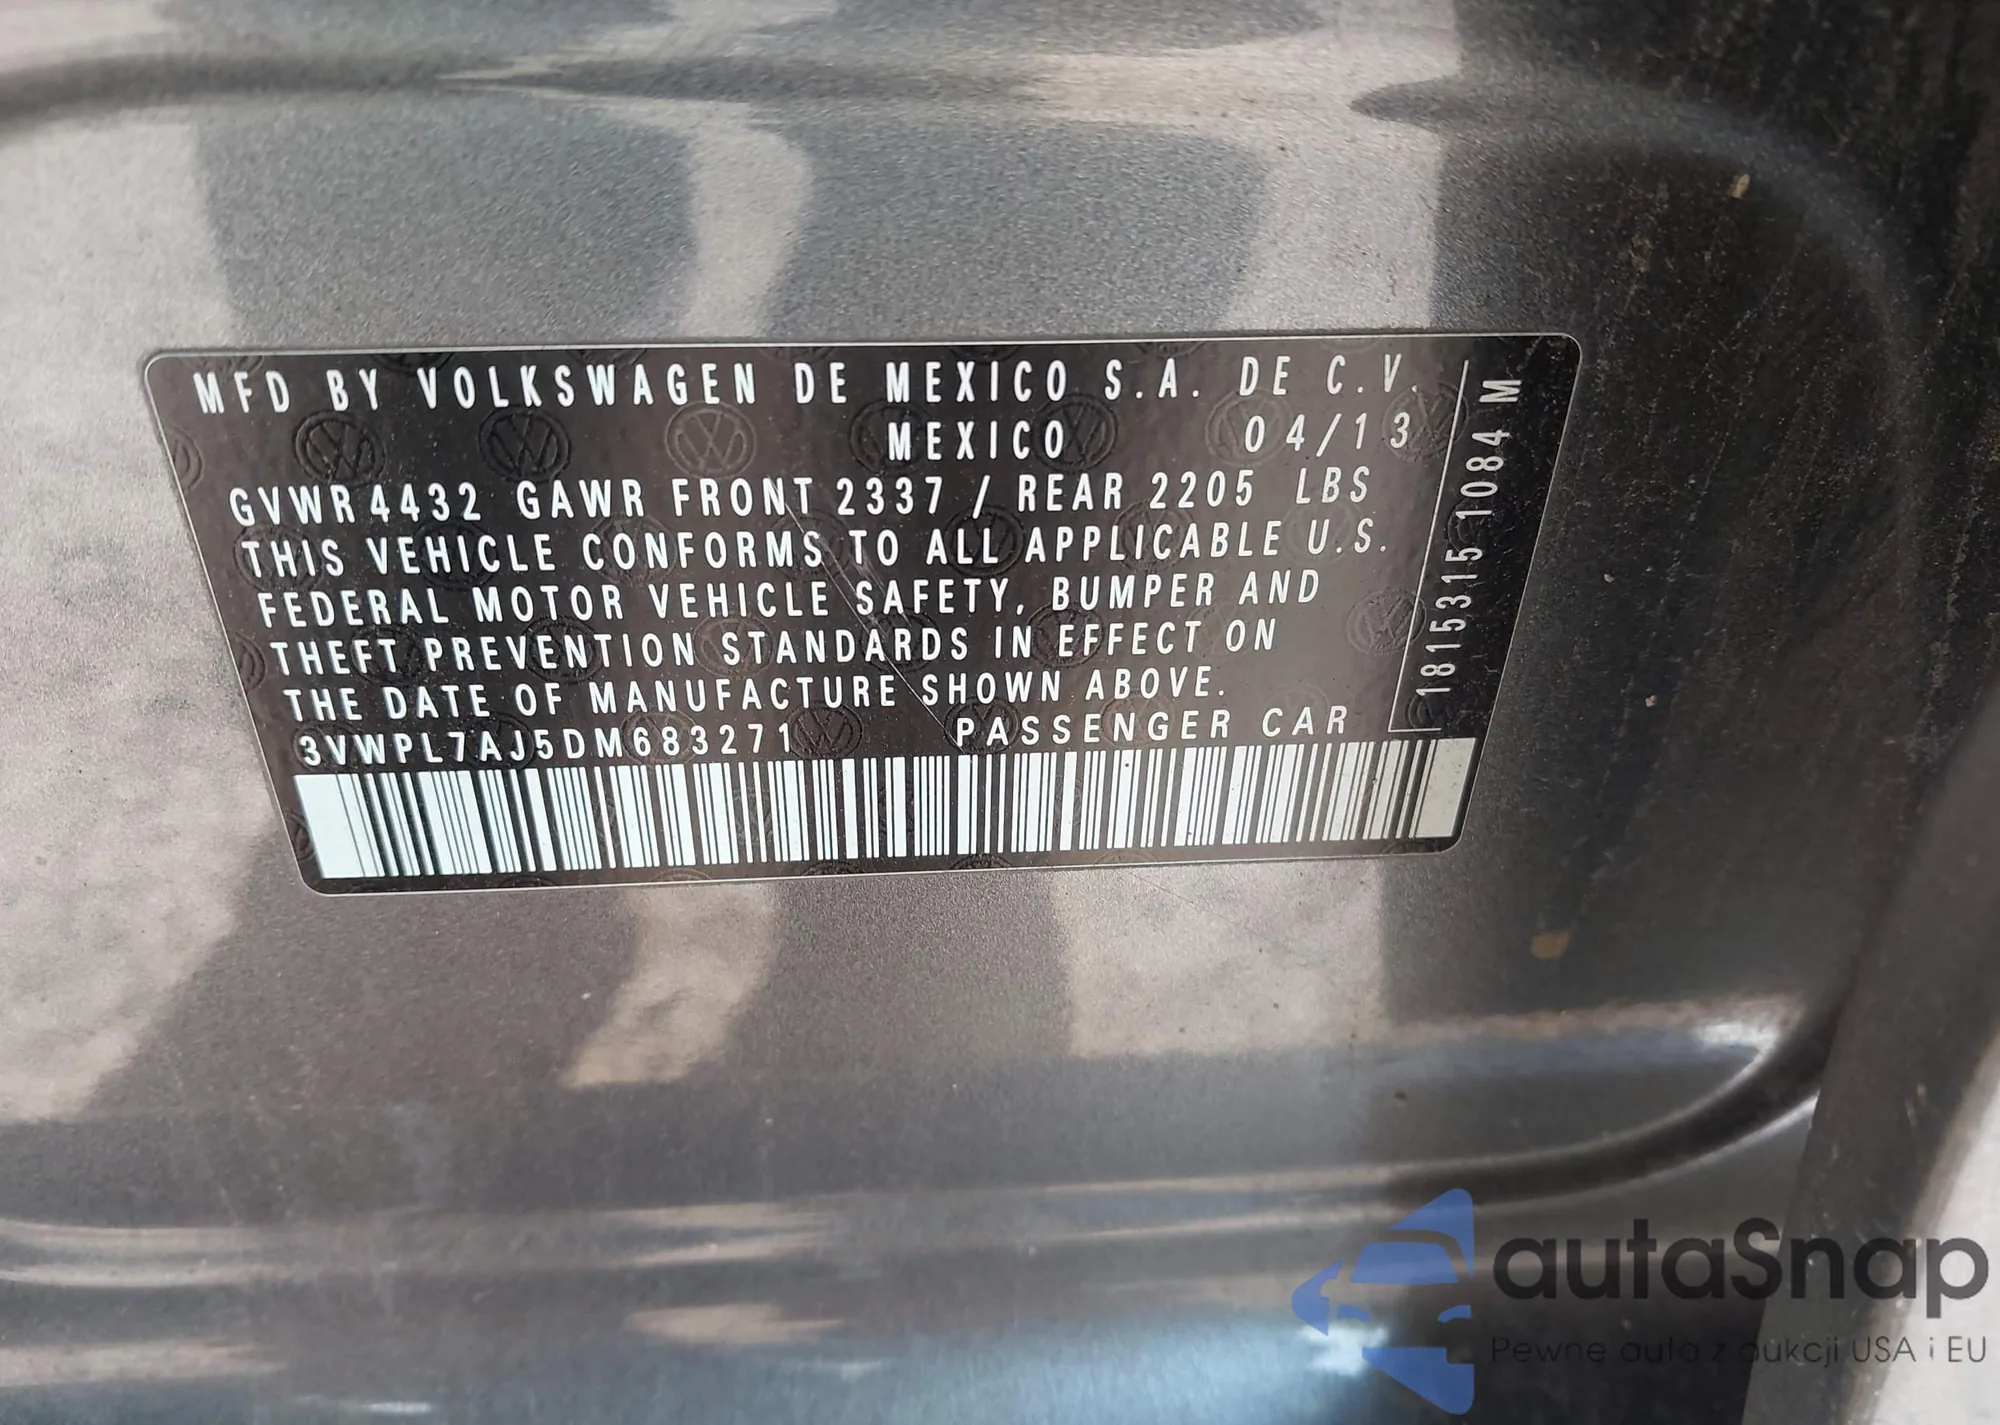 MFD BY VOLKSWAGEN DE MEXICO S.A. DE C.V.
MEXICO 04/13
GVWR 4432 GAWR FRONT 2337 / REAR 2205 LBS
THIS VEHICLE CONFORMS TO ALL APPLICABLE U.S.
FEDERAL MOTOR VEHICLE SAFETY, BUMPER AND
THEFT PREVENTION STANDARDS IN EFFECT ON
THE DATE OF MANUFACTURE SHOWN ABOVE.
3VWPL7AJ5DM683271 PASSENGER CAR
1815315 1084 M
autaSnap
Pewne auta z aukcji USA i EU